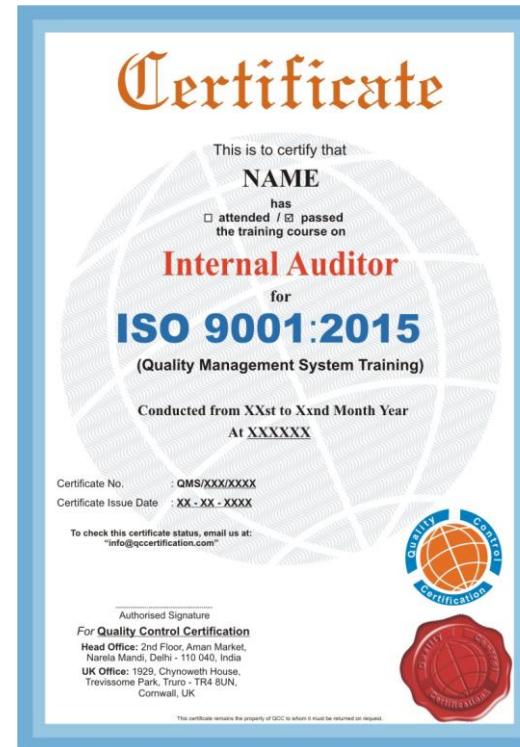 Certificate
This is to certify that
NAME
has
☐ attended / ☑ passed
the training course on
Internal Auditor
for
ISO 9001:2015
(Quality Management System Training)
Conducted from XXst to Xxnd Month Year
At XXXXXX
Certificate No. : QMS/XXX/XXXX
Certificate Issue Date : XX - XX - XXXX
To check this certificate status, email us at:
"info@qccertification.com"
Quality Control
Certification
Authorised Signature
For Quality Control Certification
Head Office: 2nd Floor, Aman Market,
Narela Mandi, Delhi - 110 040, India
UK Office: 1929, Chynoweth House,
Trevissome Park, Truro - TR4 8UN,
Cornwall, UK
Quality Control
Certifications
This certificate remains the property of QCC to whom it must be returned on request.